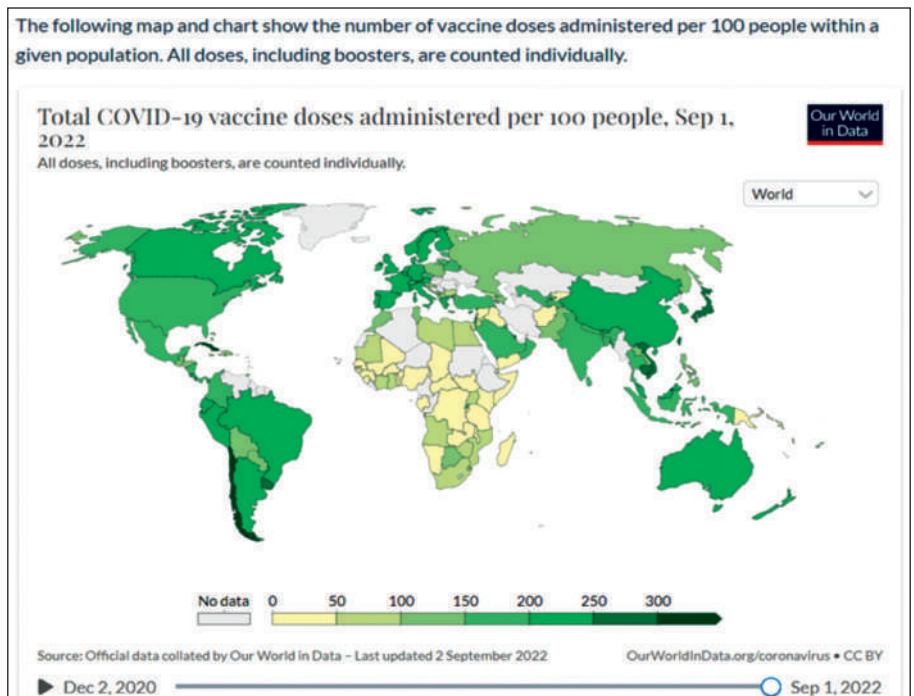 The following map and chart show the number of vaccine doses administered per 100 people within a
given population. All doses, including boosters, are counted individually.
Total COVID-19 vaccine doses administered per 100 people, Sep 1,
2022
Our World
in Data
All doses, including boosters, are counted individually.
World
No data 0 50 100 150 200 250 300
Source: Official data collated by Our World in Data – Last updated 2 September 2022
OurWorldInData.org/coronavirus • CC BY
Dec 2, 2020
Sep 1, 2022